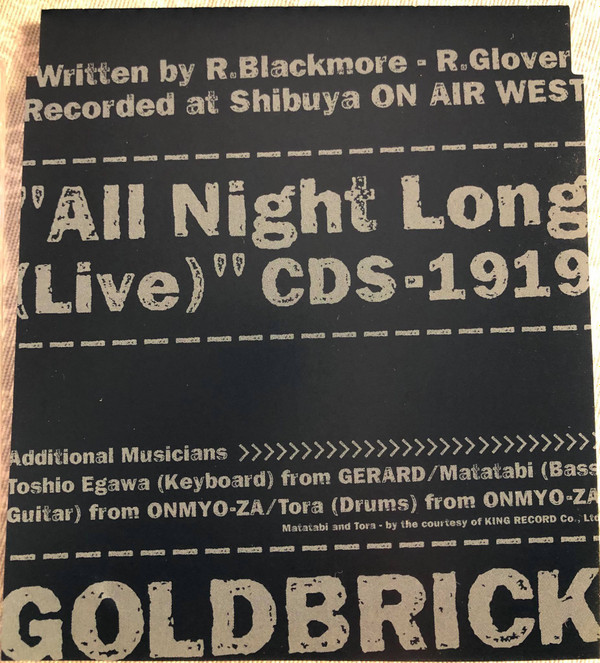 Written by R.Blackmore - R.Glover
Recorded at Shibuya ON AIR WEST
"All Night Long
(Live)" CDS-1919
Additional Musicians >>>>>>>>>>>>>>>>>>>>>>>>>>>>
Toshio Egawa (Keyboard) from GERARD/Matatabi (Bass
Guitar) from ONMYO-ZA/Tora (Drums) from ONMYO-ZA
Matatabi and Tora - by the courtesy of KING RECORD Co., Ltd
GOLDBRICK